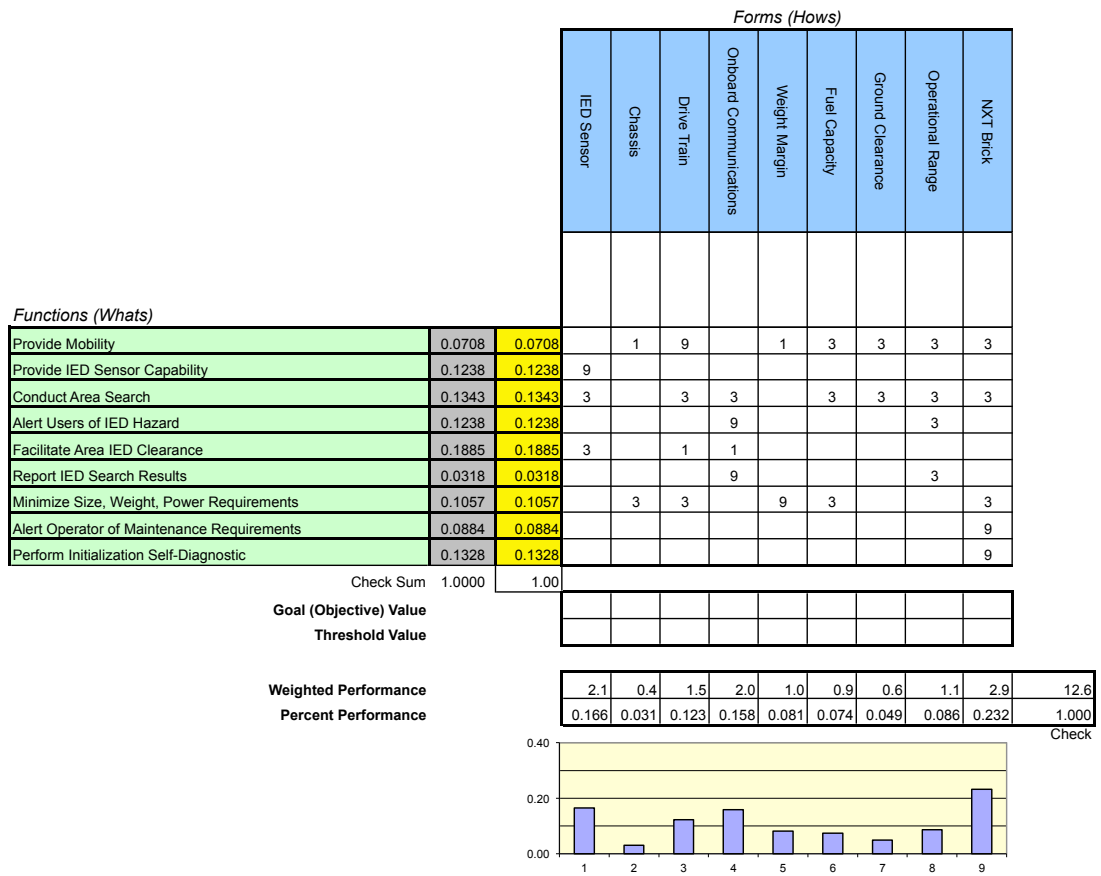 Forms (Hows)
IED Sensor
Chassis
Drive Train
Onboard Communications
Weight Margin
Fuel Capacity
Ground Clearance
Operational Range
NXT Brick
Functions (Whats)
Provide Mobility 0.0708 0.0708 1 9 1 3 3 3 3
Provide IED Sensor Capability 0.1238 0.1238 9
Conduct Area Search 0.1343 0.1343 3 3 3 3 3 3 3
Alert Users of IED Hazard 0.1238 0.1238 9 3
Facilitate Area IED Clearance 0.1885 0.1885 3 1 1
Report IED Search Results 0.0318 0.0318 9 3
Minimize Size, Weight, Power Requirements 0.1057 0.1057 3 3 9 3 3
Alert Operator of Maintenance Requirements 0.0884 0.0884 9
Perform Initialization Self-Diagnostic 0.1328 0.1328 9
Check Sum 1.0000 1.00
Goal (Objective) Value
Threshold Value
Weighted Performance 2.1 0.4 1.5 2.0 1.0 0.9 0.6 1.1 2.9 12.6
Percent Performance 0.166 0.031 0.123 0.158 0.081 0.074 0.049 0.086 0.232 1.000
Check
0.40
0.20
0.00
1 2 3 4 5 6 7 8 9